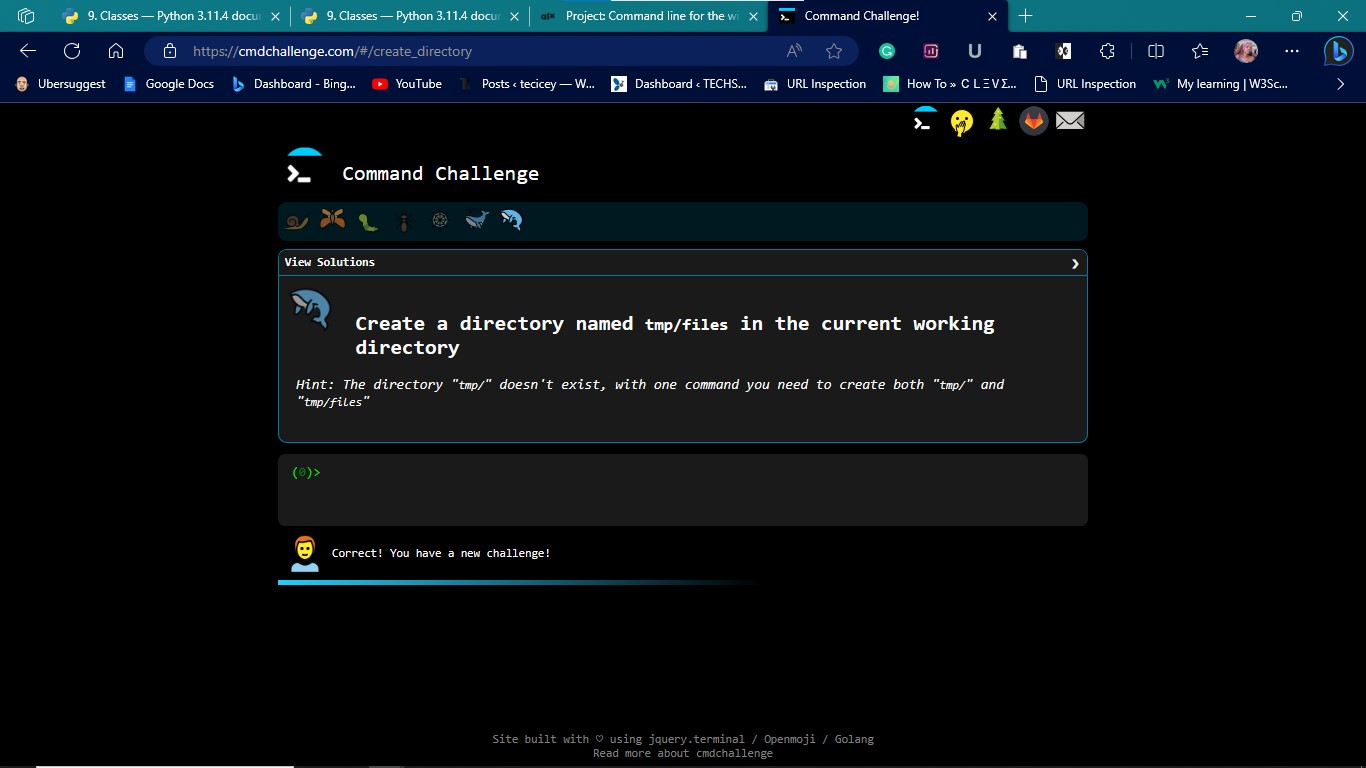 9. Classes — Python 3.11.4 docu
9. Classes — Python 3.11.4 docu
Project: Command line for the wi
Command Challenge!
https://cmdchallenge.com/#/create_directory
Ubersuggest
Google Docs
Dashboard - Bing...
YouTube
Posts ‹ tecicey — W...
Dashboard ‹ TECHS...
URL Inspection
How To » C L Ξ V Σ...
URL Inspection
My learning | W3Sc...
Command Challenge
View Solutions
Create a directory named tmp/files in the current working
directory
Hint: The directory "tmp/" doesn't exist, with one command you need to create both "tmp/" and
"tmp/files"
(0)>
Correct! You have a new challenge!
Site built with ♡ using jquery.terminal / Openmoji / Golang
Read more about cmdchallenge